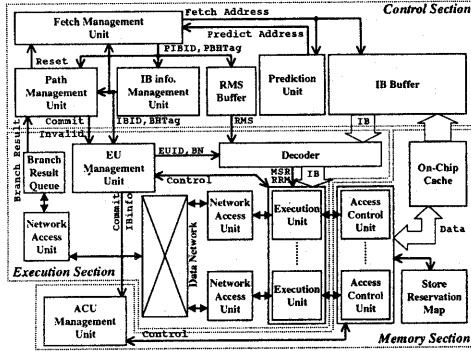 Fetch Address
Control Section
Fetch Management
Unit
Predict Address
PIBID, PBHTag
Reset
Path
Management
Unit
IB info.
Management
Unit
RMS
Buffer
Prediction
Unit
IB Buffer
Commit
Invalid
IBID, BHTag
RMS
IB
Branch Result
EU
Management
Unit
EUID, BN
Decoder
On-Chip
Cache
Branch
Result
Queue
Control
MSR
RRM
IB
Network
Access
Unit
Commit
IBinfo
Data Network
Network
Access
Unit
Execution
Unit
Access
Control
Unit
Data
Execution Section
Network
Access
Unit
Execution
Unit
Access
Control
Unit
Store
Reservation
Map
ACU
Management
Unit
Control
Memory Section